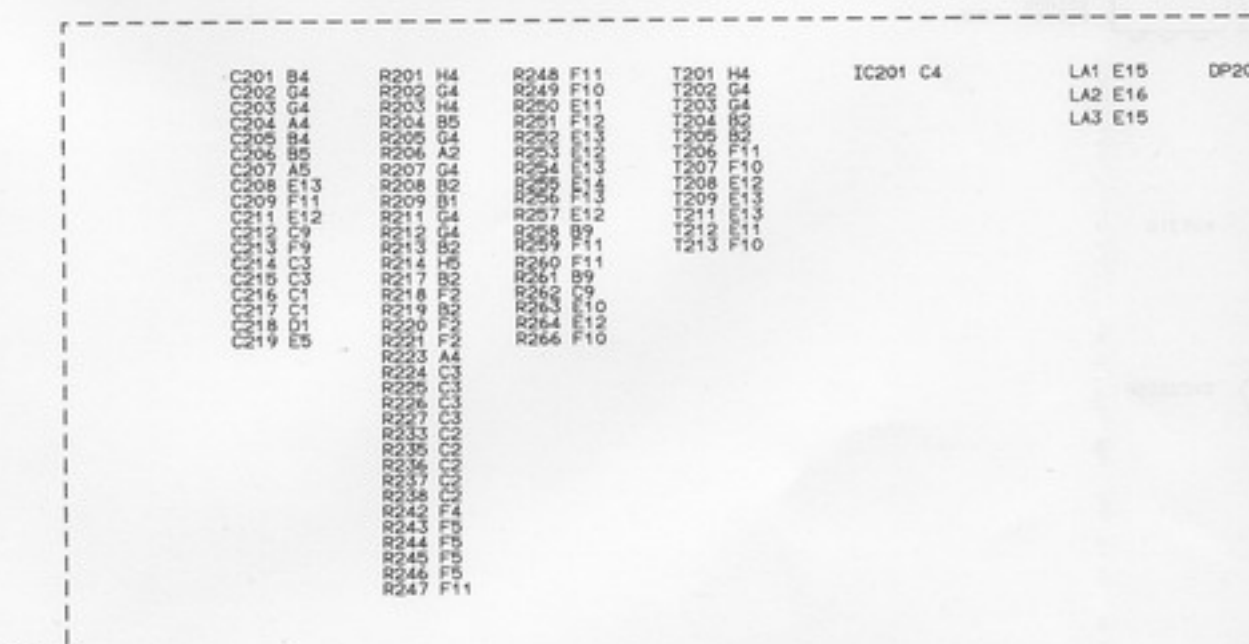 C201 B4
C202 G4
C203 G4
C204 A4
C205 B4
C206 B5
C207 A5
C208 E13
C209 F11
C211 E12
C212 C9
C213 F9
C214 C3
C215 C3
C216 C1
C217 C1
C218 D1
C219 E5
R201 H4
R202 G4
R203 H4
R204 B5
R205 G4
R206 A2
R207 G4
R208 B2
R209 B1
R211 G4
R212 G4
R213 B2
R214 H5
R217 B2
R218 F2
R219 B2
R220 F2
R221 F2
R223 A4
R224 C3
R225 C3
R226 C3
R227 C3
R233 C2
R235 C2
R236 C2
R237 C2
R238 C2
R242 F4
R243 F5
R244 F5
R245 F5
R246 F5
R247 F11
R248 F11
R249 F10
R250 E11
R251 F12
R252 E13
R253 E12
R254 E13
R255 E14
R256 F13
R257 E12
R258 B9
R259 F11
R260 F11
R261 B9
R262 C9
R263 E10
R264 E12
R266 F10
T201 H4
T202 G4
T203 G4
T204 B2
T205 B2
T206 F11
T207 F10
T208 E12
T209 E13
T211 E13
T212 E11
T213 F10
IC201 C4
LA1 E15
LA2 E16
LA3 E15